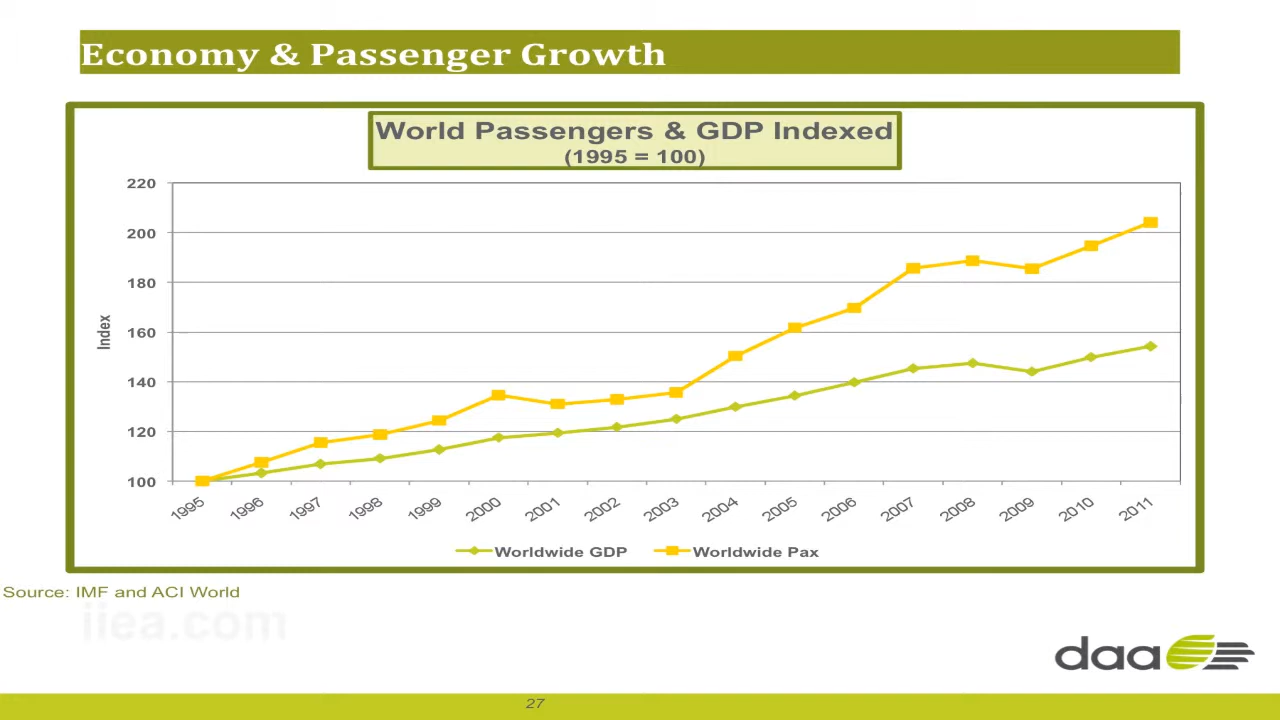 Economy & Passenger Growth
World Passengers & GDP Indexed
(1995 = 100)
220
200
180
160
140
120
100
Index
1995 1996 1997 1998 1999 2000 2001 2002 2003 2004 2005 2006 2007 2008 2009 2010 2011
Worldwide GDP Worldwide Pax
Source: IMF and ACI World
iiea.com
daa
27